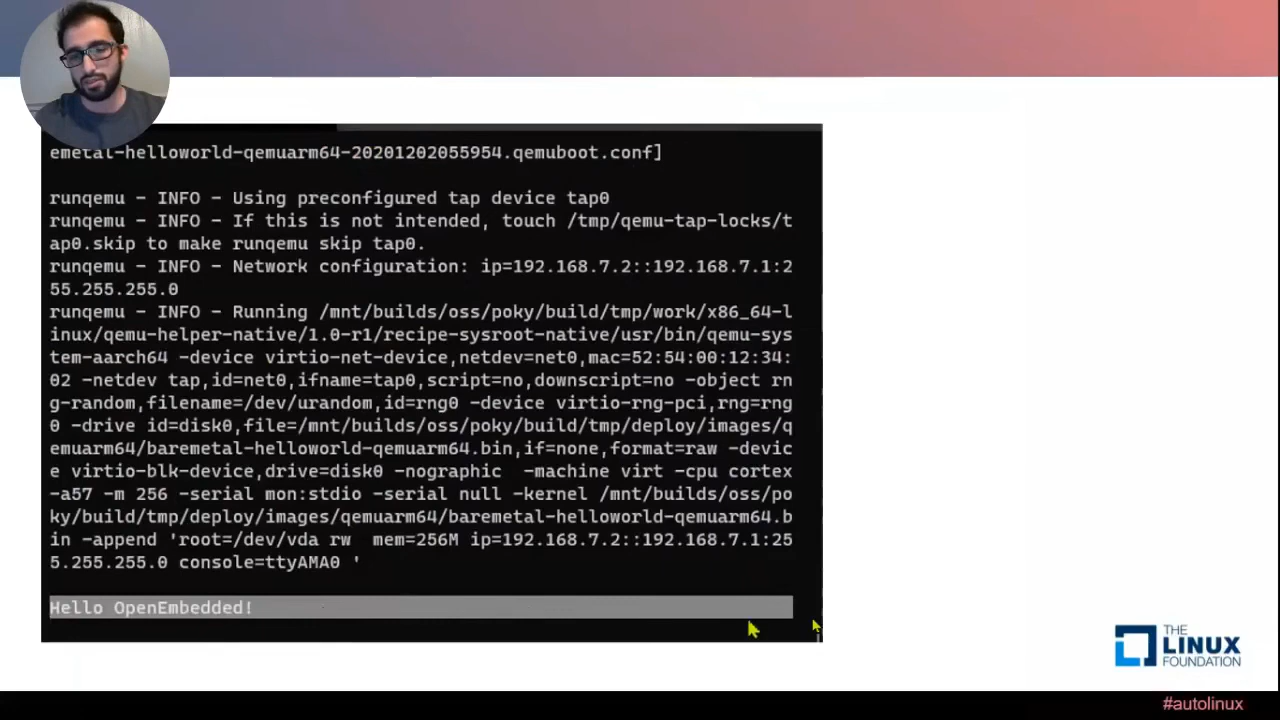 emetal-helloworld-qemuarm64-20201202055954.qemuboot.conf]
runqemu - INFO - Using preconfigured tap device tap0
runqemu - INFO - If this is not intended, touch /tmp/qemu-tap-locks/t
ap0.skip to make runqemu skip tap0.
runqemu - INFO - Network configuration: ip=192.168.7.2::192.168.7.1:2
55.255.255.0
runqemu - INFO - Running /mnt/builds/oss/poky/build/tmp/work/x86_64-l
inux/qemu-helper-native/1.0-r1/recipe-sysroot-native/usr/bin/qemu-sys
tem-aarch64 -device virtio-net-device,netdev=net0,mac=52:54:00:12:34:
02 -netdev tap,id=net0,ifname=tap0,script=no,downscript=no -object rn
g-random,filename=/dev/urandom,id=rng0 -device virtio-rng-pci,rng=rng
0 -drive id=disk0,file=/mnt/builds/oss/poky/build/tmp/deploy/images/q
emuarm64/baremetal-helloworld-qemuarm64.bin,if=none,format=raw -devic
e virtio-blk-device,drive=disk0 -nographic  -machine virt -cpu cortex
-a57 -m 256 -serial mon:stdio -serial null -kernel /mnt/builds/oss/po
ky/build/tmp/deploy/images/qemuarm64/baremetal-helloworld-qemuarm64.b
in -append 'root=/dev/vda rw  mem=256M ip=192.168.7.2::192.168.7.1:25
5.255.255.0 console=ttyAMA0 '
Hello OpenEmbedded!
THE
LINUX
FOUNDATION
#autolinux